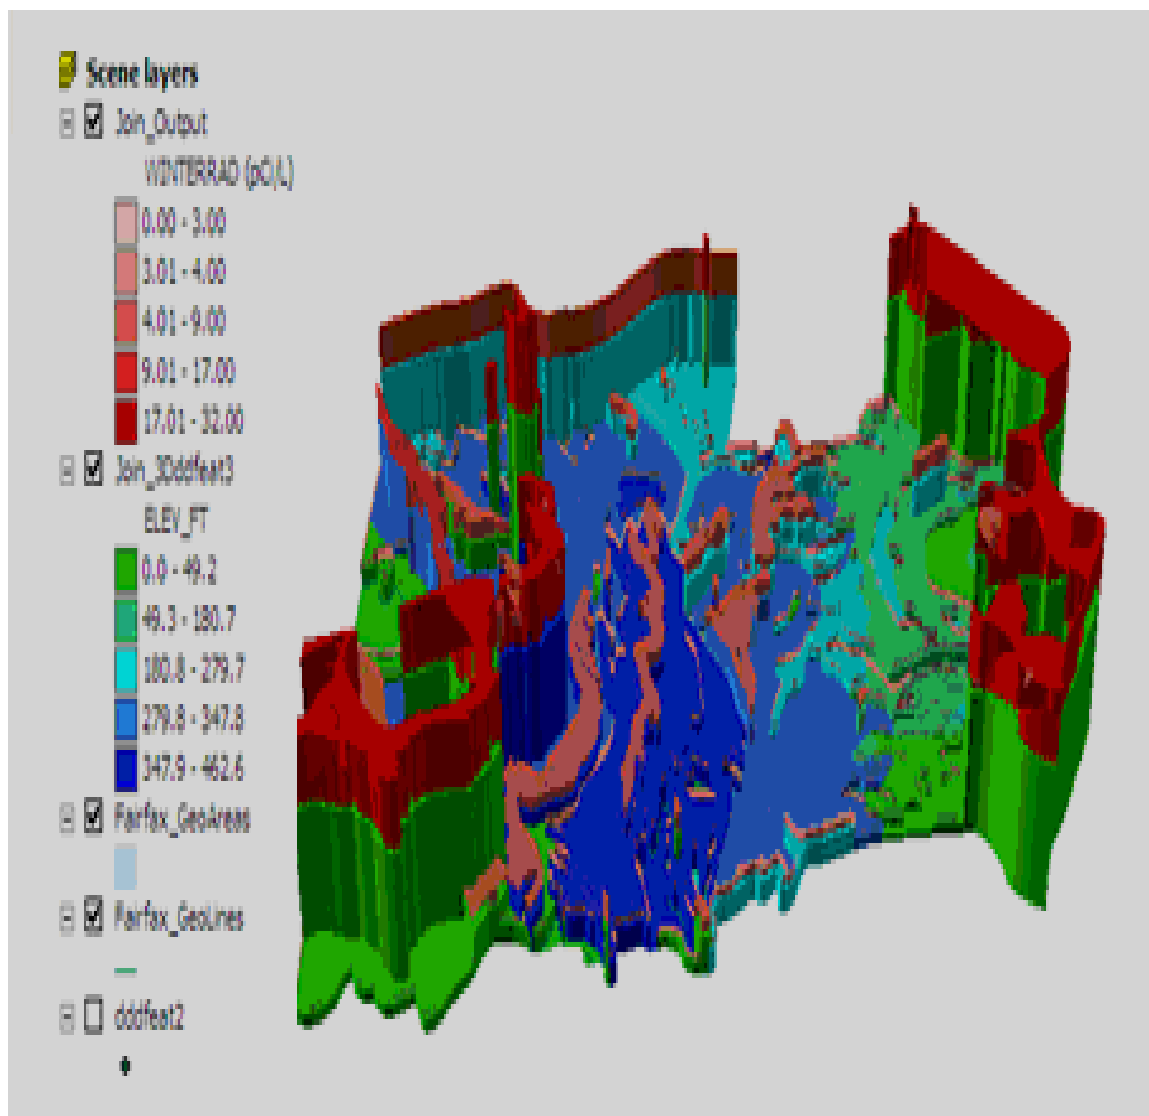 Scene layers
Join_Output
WINTERRAD (pCi/L)
0.00 - 3.00
3.01 - 4.00
4.01 - 9.00
9.01 - 17.00
17.01 - 32.00
Join_3Dddfeat3
ELEV_FT
0.0 - 49.2
49.3 - 180.7
180.8 - 279.7
279.8 - 347.8
347.9 - 462.6
Fairfax_GeoAreas
Fairfax_GeoLines
dddfeat2